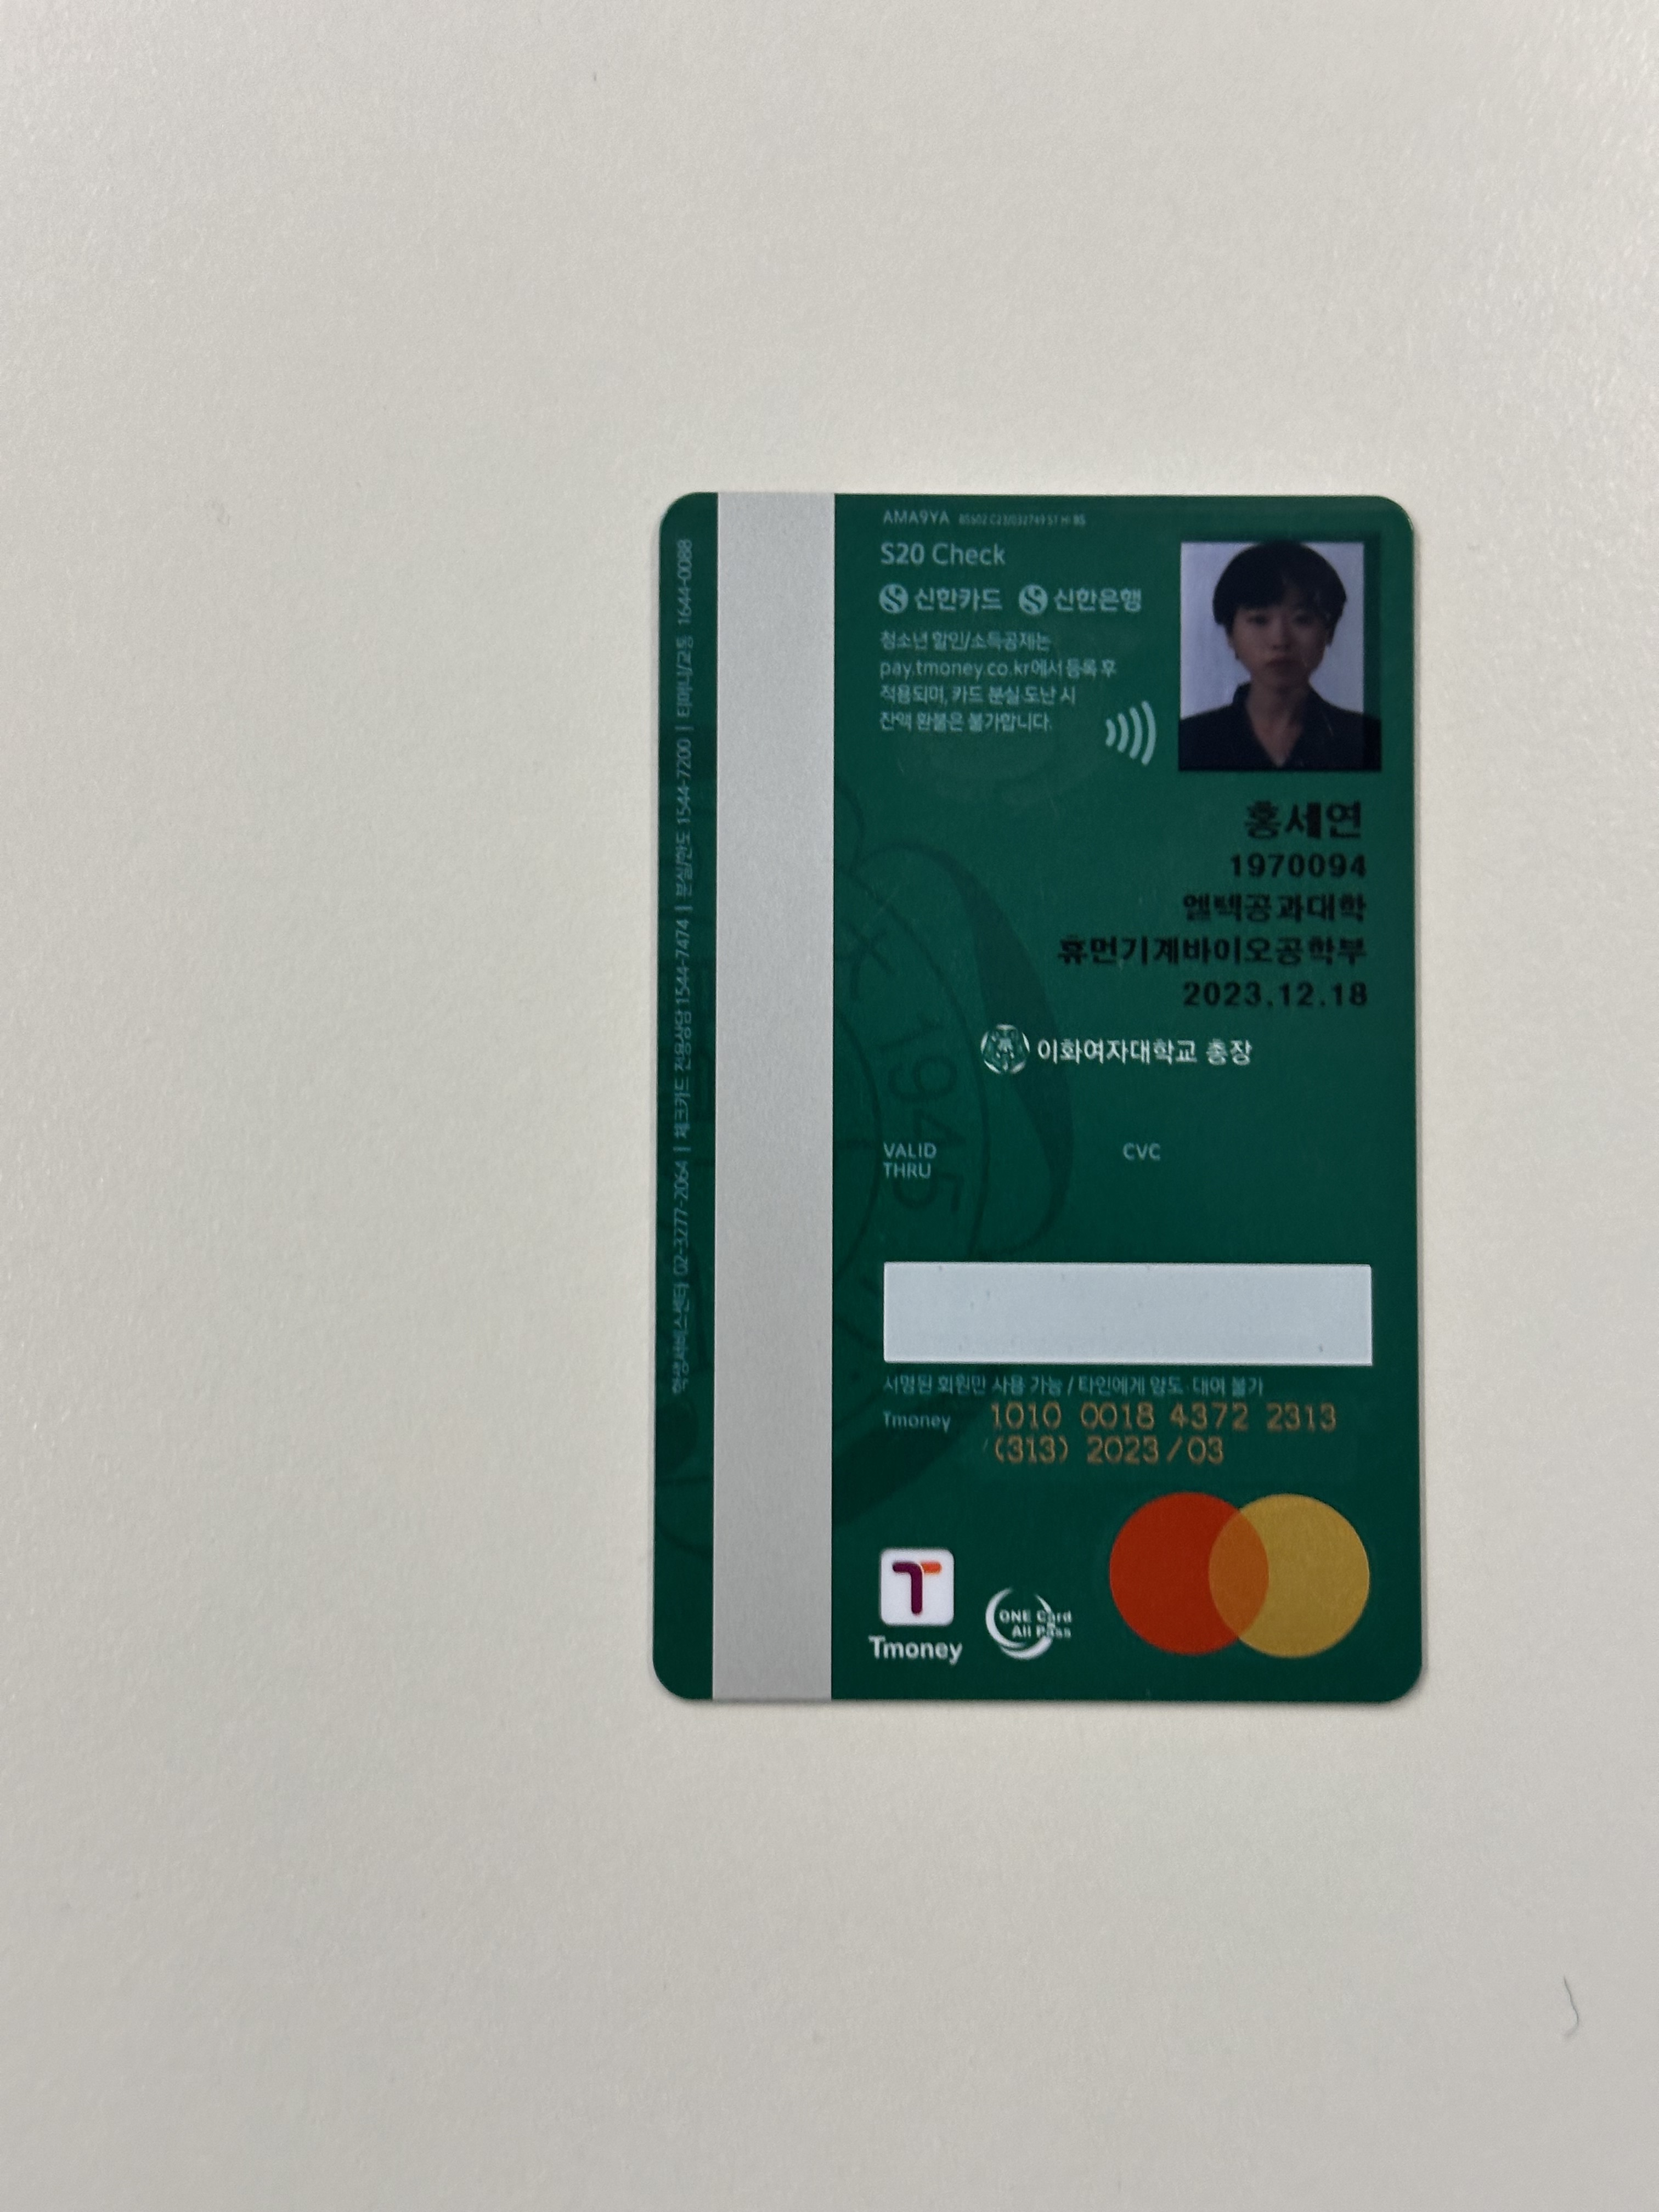 AMA9YA
S20 Check
신한카드 신한은행
청소년 할인/소득공제는
pay.tmoney.co.kr에서 등록 후
적용되며, 카드 분실·도난 시
잔액 환불은 불가합니다.
홍세연
1970094
엘텍공과대학
휴먼기계바이오공학부
2023.12.18
이화여자대학교 총장
1945
VALID
THRU
CVC
서명된 회원만 사용 가능 / 타인에게 양도·대여 불가
Tmoney 1010 0018 4372 2313
(313) 2023/03
Tmoney
ONE Card
All Pass
학생서비스센터 02-3277-2064 | 체크카드 전용상담 1544-7474 | 분실/한도 1544-7200 | 티머니/교통 1644-0088